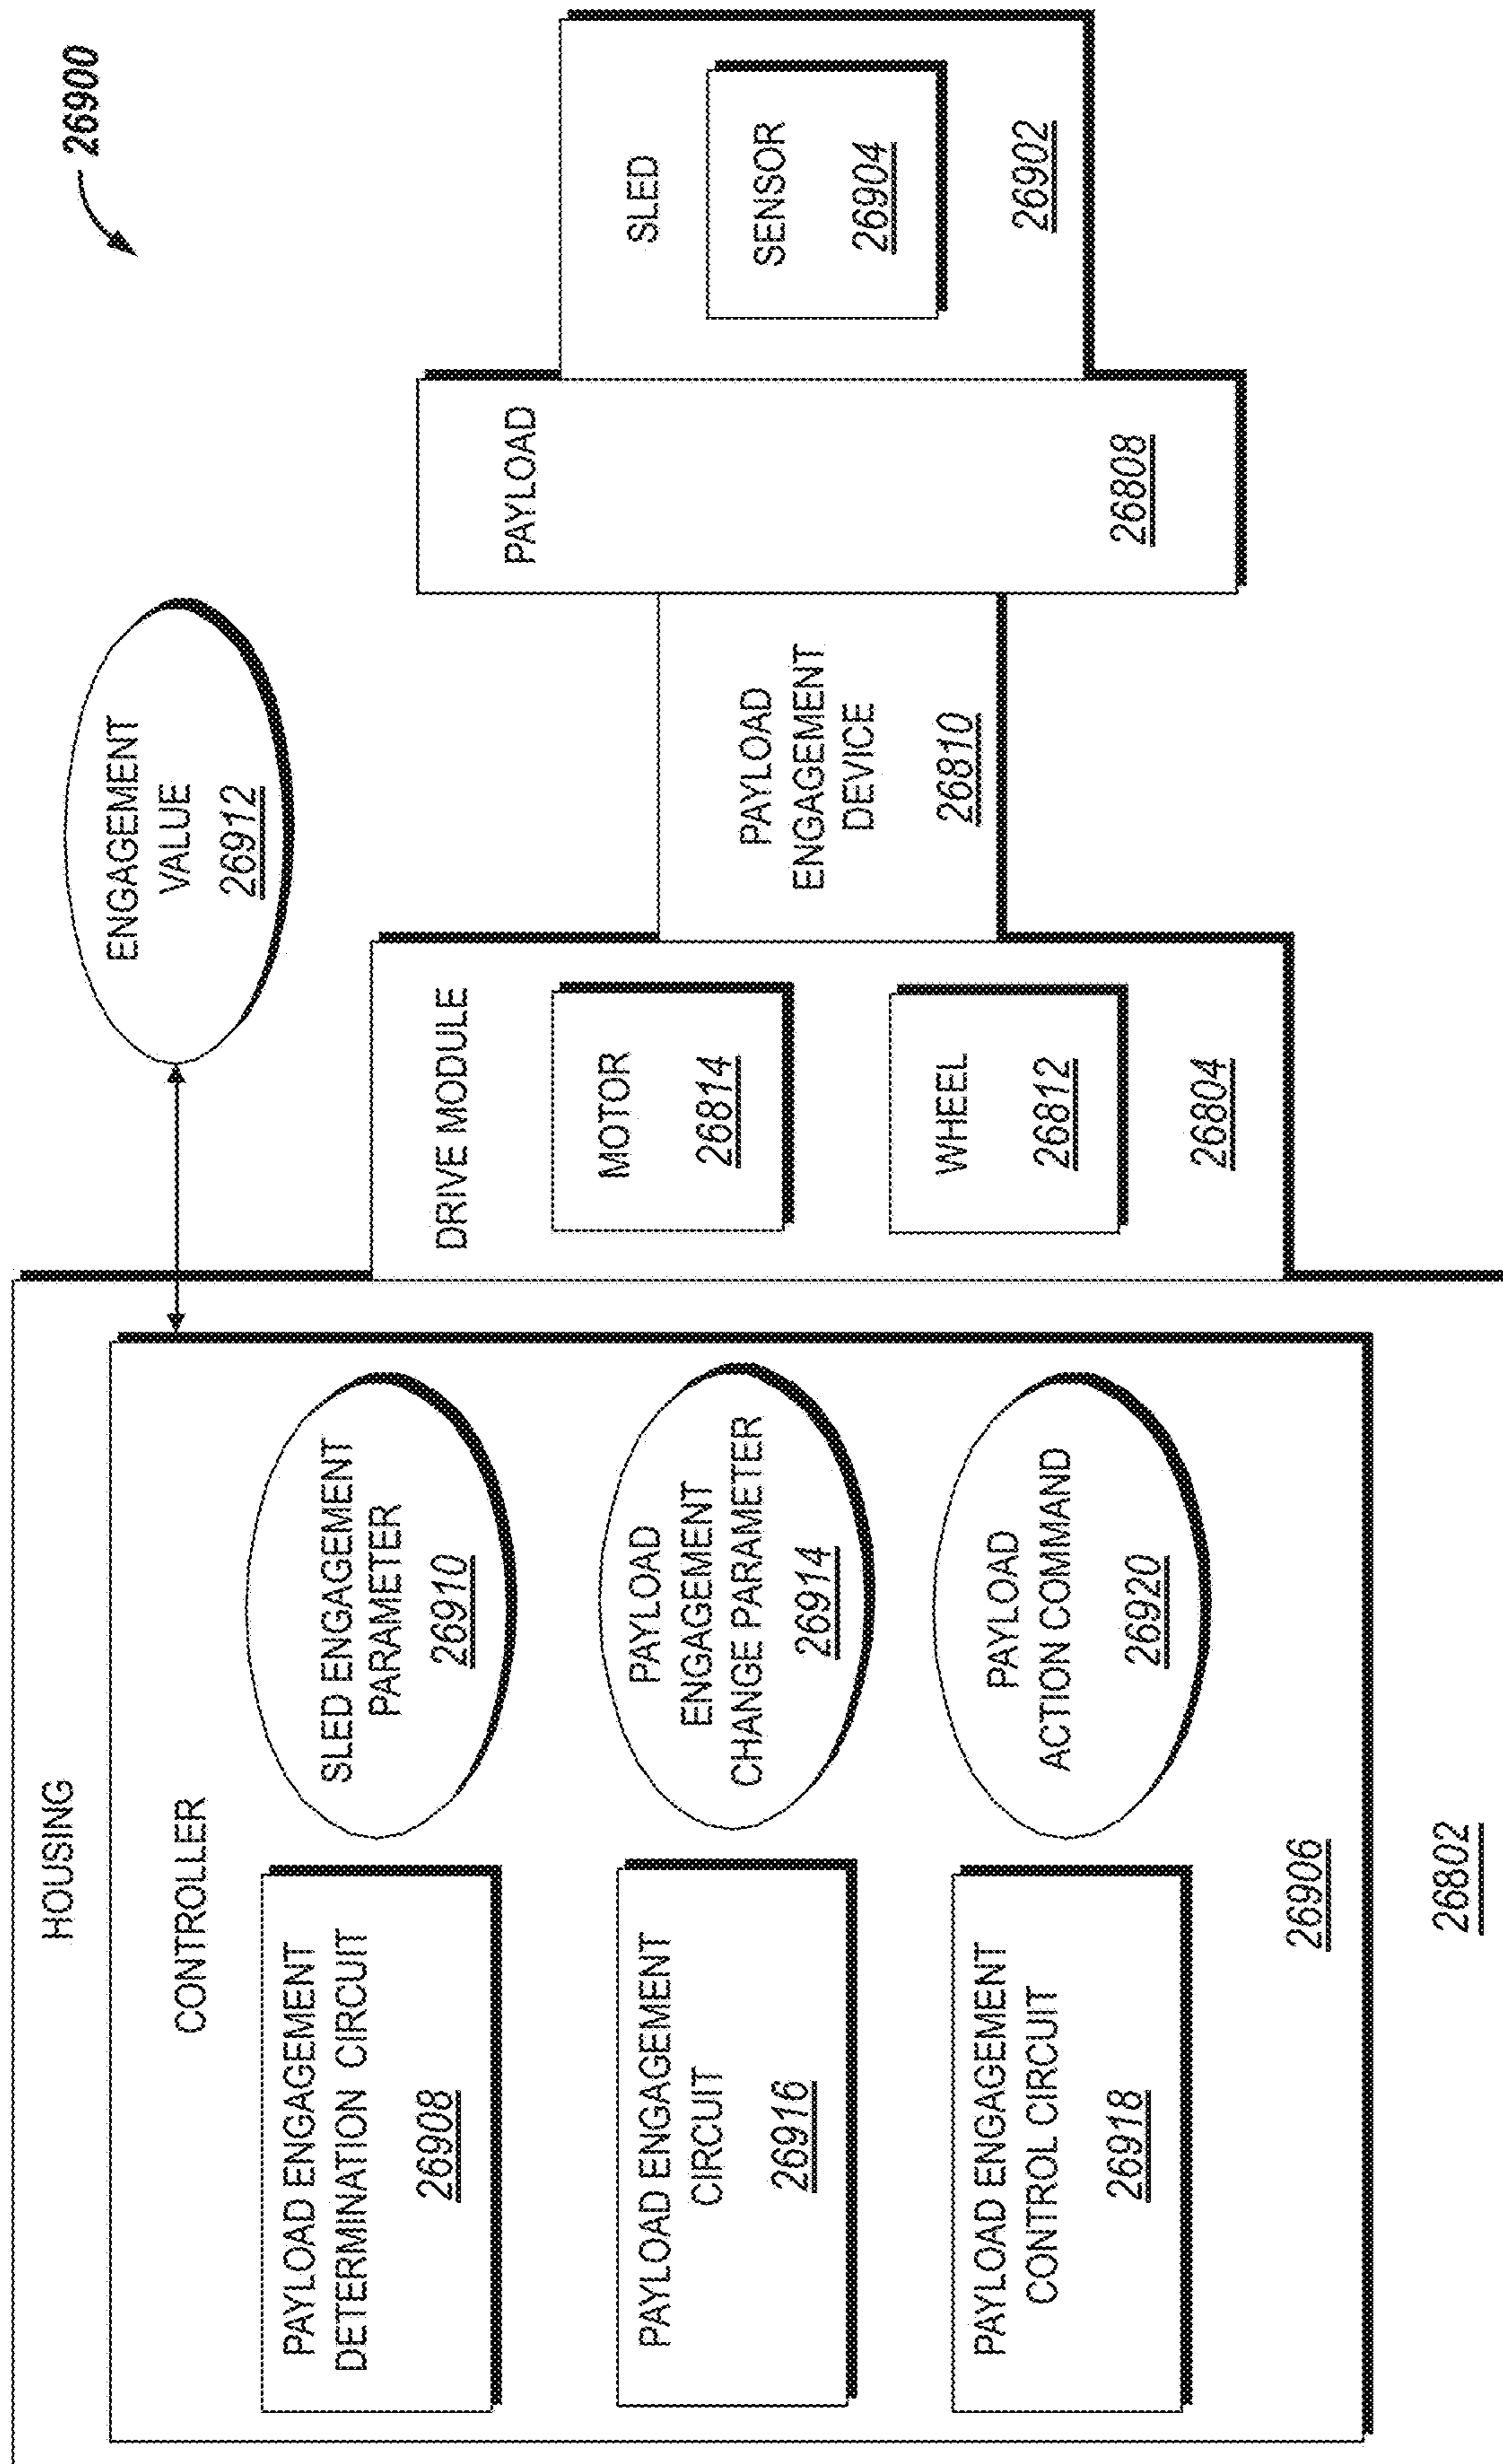 26900
HOUSING
CONTROLLER
PAYLOAD ENGAGEMENT
DETERMINATION CIRCUIT
26908
SLED ENGAGEMENT
PARAMETER
26910
PAYLOAD ENGAGEMENT
CIRCUIT
26916
PAYLOAD
ENGAGEMENT
CHANGE PARAMETER
26914
PAYLOAD ENGAGEMENT
CONTROL CIRCUIT
26918
PAYLOAD
ACTION COMMAND
26920
26906
26802
ENGAGEMENT
VALUE
26912
DRIVE MODULE
MOTOR
26814
WHEEL
26812
26804
PAYLOAD
ENGAGEMENT
DEVICE
26810
PAYLOAD
26808
SLED
SENSOR
26904
26902